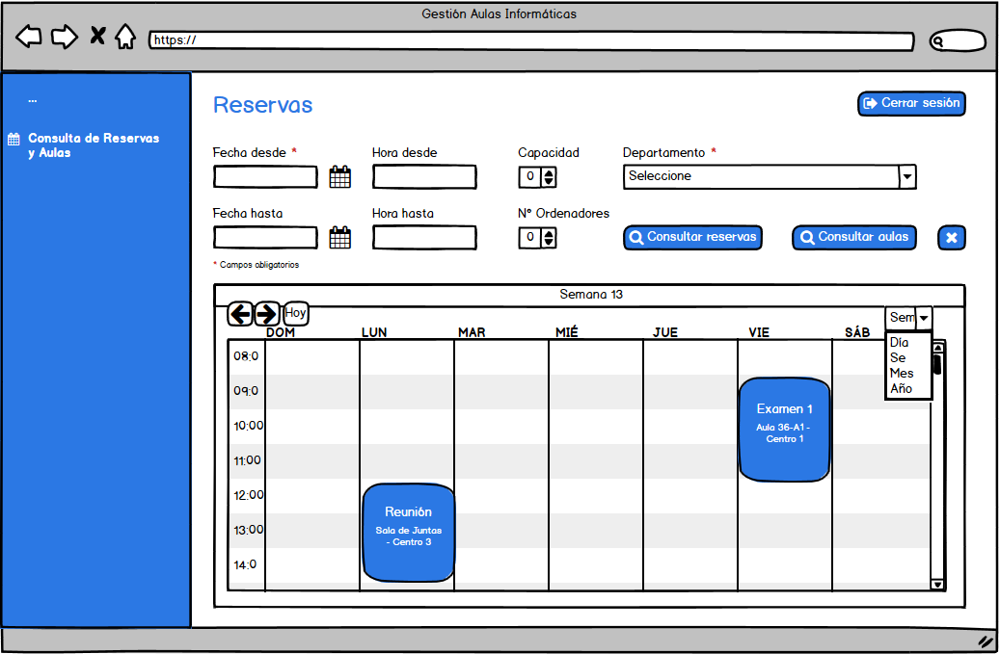 Gestión Aulas Informáticas
https://
...
Consulta de Reservas
y Aulas
Reservas
Cerrar sesión
Fecha desde *
Hora desde
Capacidad
Departamento *
0
Seleccione
Fecha hasta
Hora hasta
Nº Ordenadores
0
Consultar reservas
Consultar aulas
* Campos obligatorios
Semana 13
Hoy
Sem
Día
Se
Mes
Año
DOM
LUN
MAR
MIÉ
JUE
VIE
SÁB
08:0
09:0
10:00
11:00
12:00
13:00
14:0
Examen 1
Aula 36-A1 -
Centro 1
Reunión
Sala de Juntas
- Centro 3